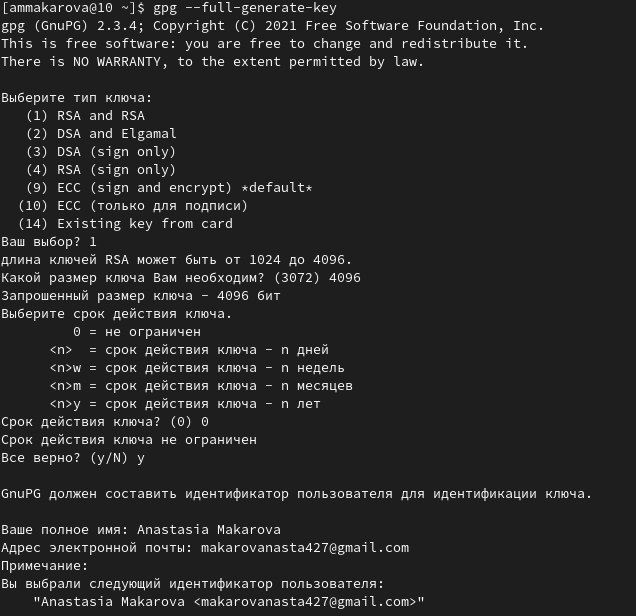 [ammakarova@10 ~]$ gpg --full-generate-key
gpg (GnuPG) 2.3.4; Copyright (C) 2021 Free Software Foundation, Inc.
This is free software: you are free to change and redistribute it.
There is NO WARRANTY, to the extent permitted by law.
Выберите тип ключа:
(1) RSA and RSA
(2) DSA and Elgamal
(3) DSA (sign only)
(4) RSA (sign only)
(9) ECC (sign and encrypt) *default*
(10) ECC (только для подписи)
(14) Existing key from card
Ваш выбор? 1
длина ключей RSA может быть от 1024 до 4096.
Какой размер ключа Вам необходим? (3072) 4096
Запрошенный размер ключа - 4096 бит
Выберите срок действия ключа.
0 = не ограничен
<n>  = срок действия ключа - n дней
<n>w = срок действия ключа - n недель
<n>m = срок действия ключа - n месяцев
<n>y = срок действия ключа - n лет
Срок действия ключа? (0) 0
Срок действия ключа не ограничен
Все верно? (y/N) y
GnuPG должен составить идентификатор пользователя для идентификации ключа.
Ваше полное имя: Anastasia Makarova
Адрес электронной почты: makarovanasta427@gmail.com
Примечание:
Вы выбрали следующий идентификатор пользователя:
"Anastasia Makarova <makarovanasta427@gmail.com>"